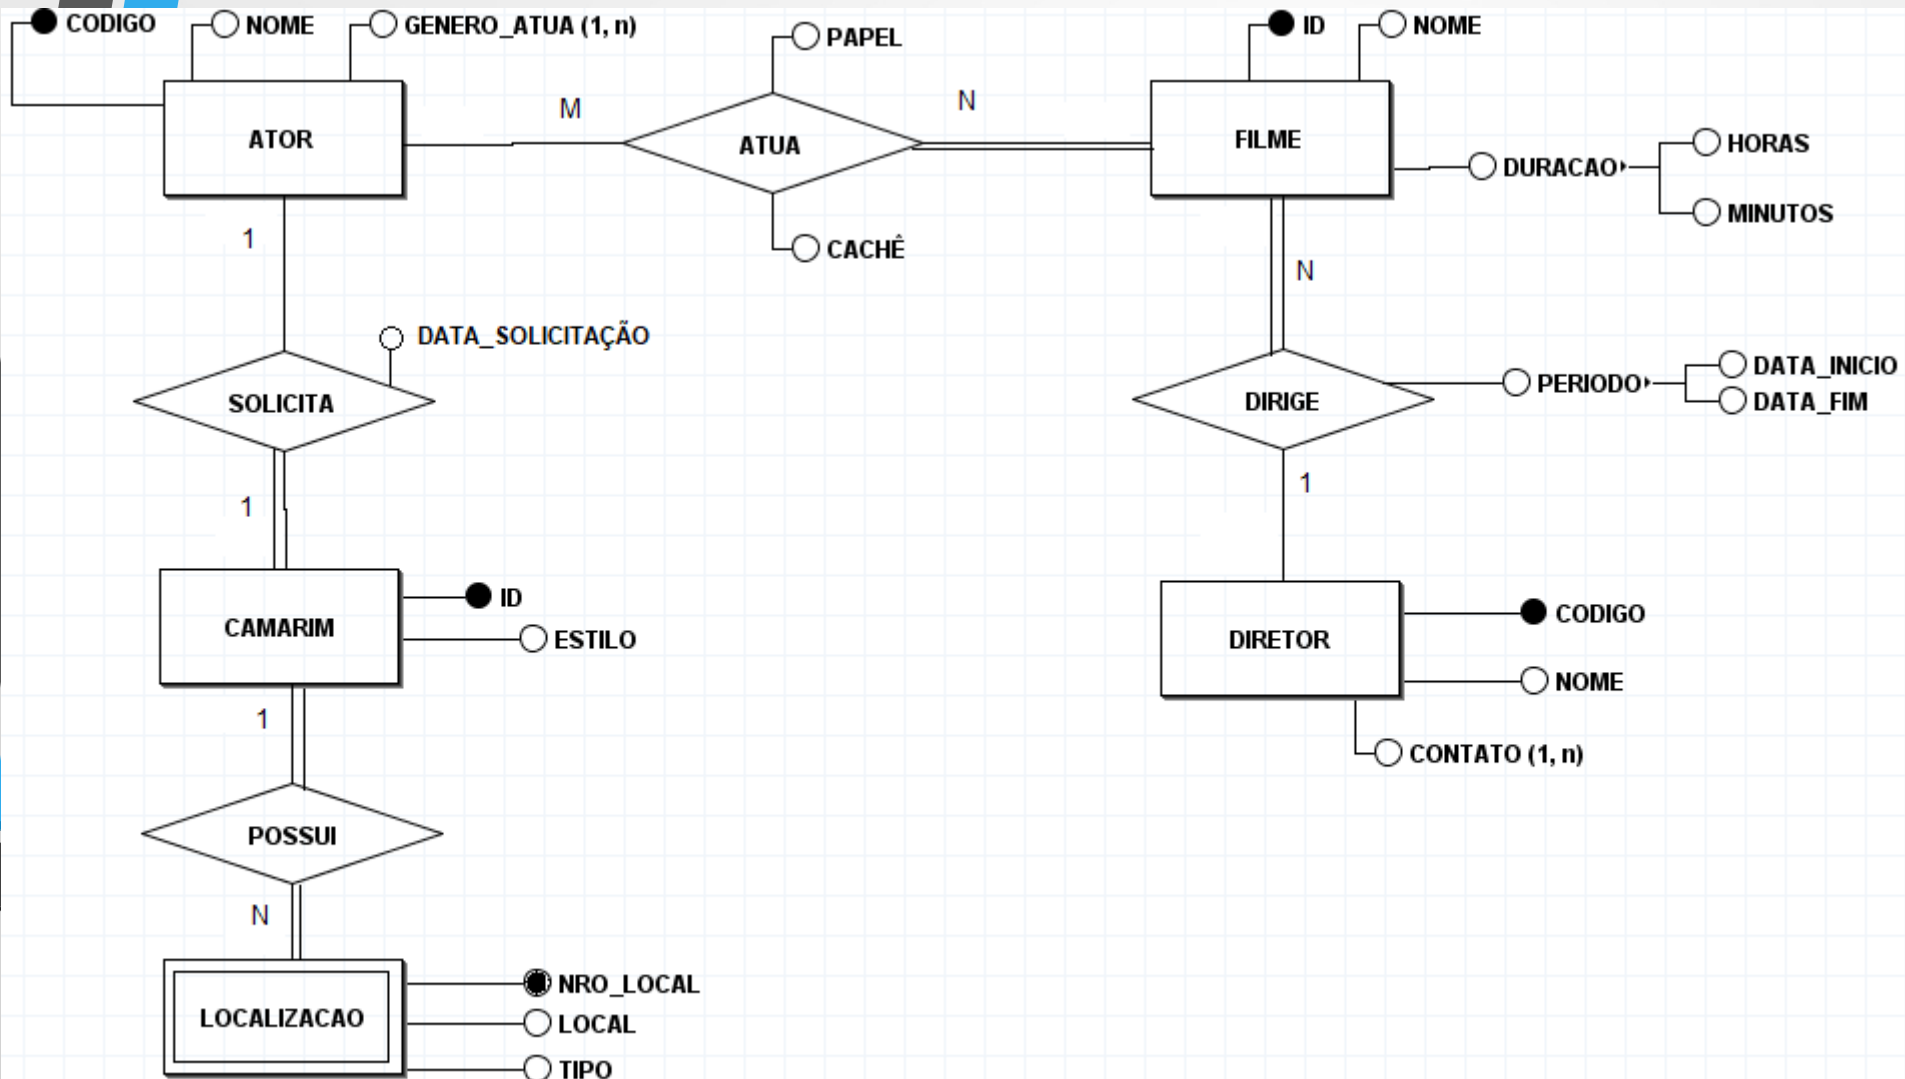 CODIGO
NOME
GENERO_ATUA (1, n)
PAPEL
ID
NOME
ATOR
M
ATUA
N
FILME
HORAS
DURACAO
MINUTOS
CACHÊ
1
N
DATA_SOLICITAÇÃO
SOLICITA
DIRIGE
PERIODO
DATA_INICIO
DATA_FIM
1
1
CAMARIM
ID
ESTILO
DIRETOR
CODIGO
NOME
CONTATO (1, n)
1
POSSUI
N
LOCALIZACAO
NRO_LOCAL
LOCAL
TIPO